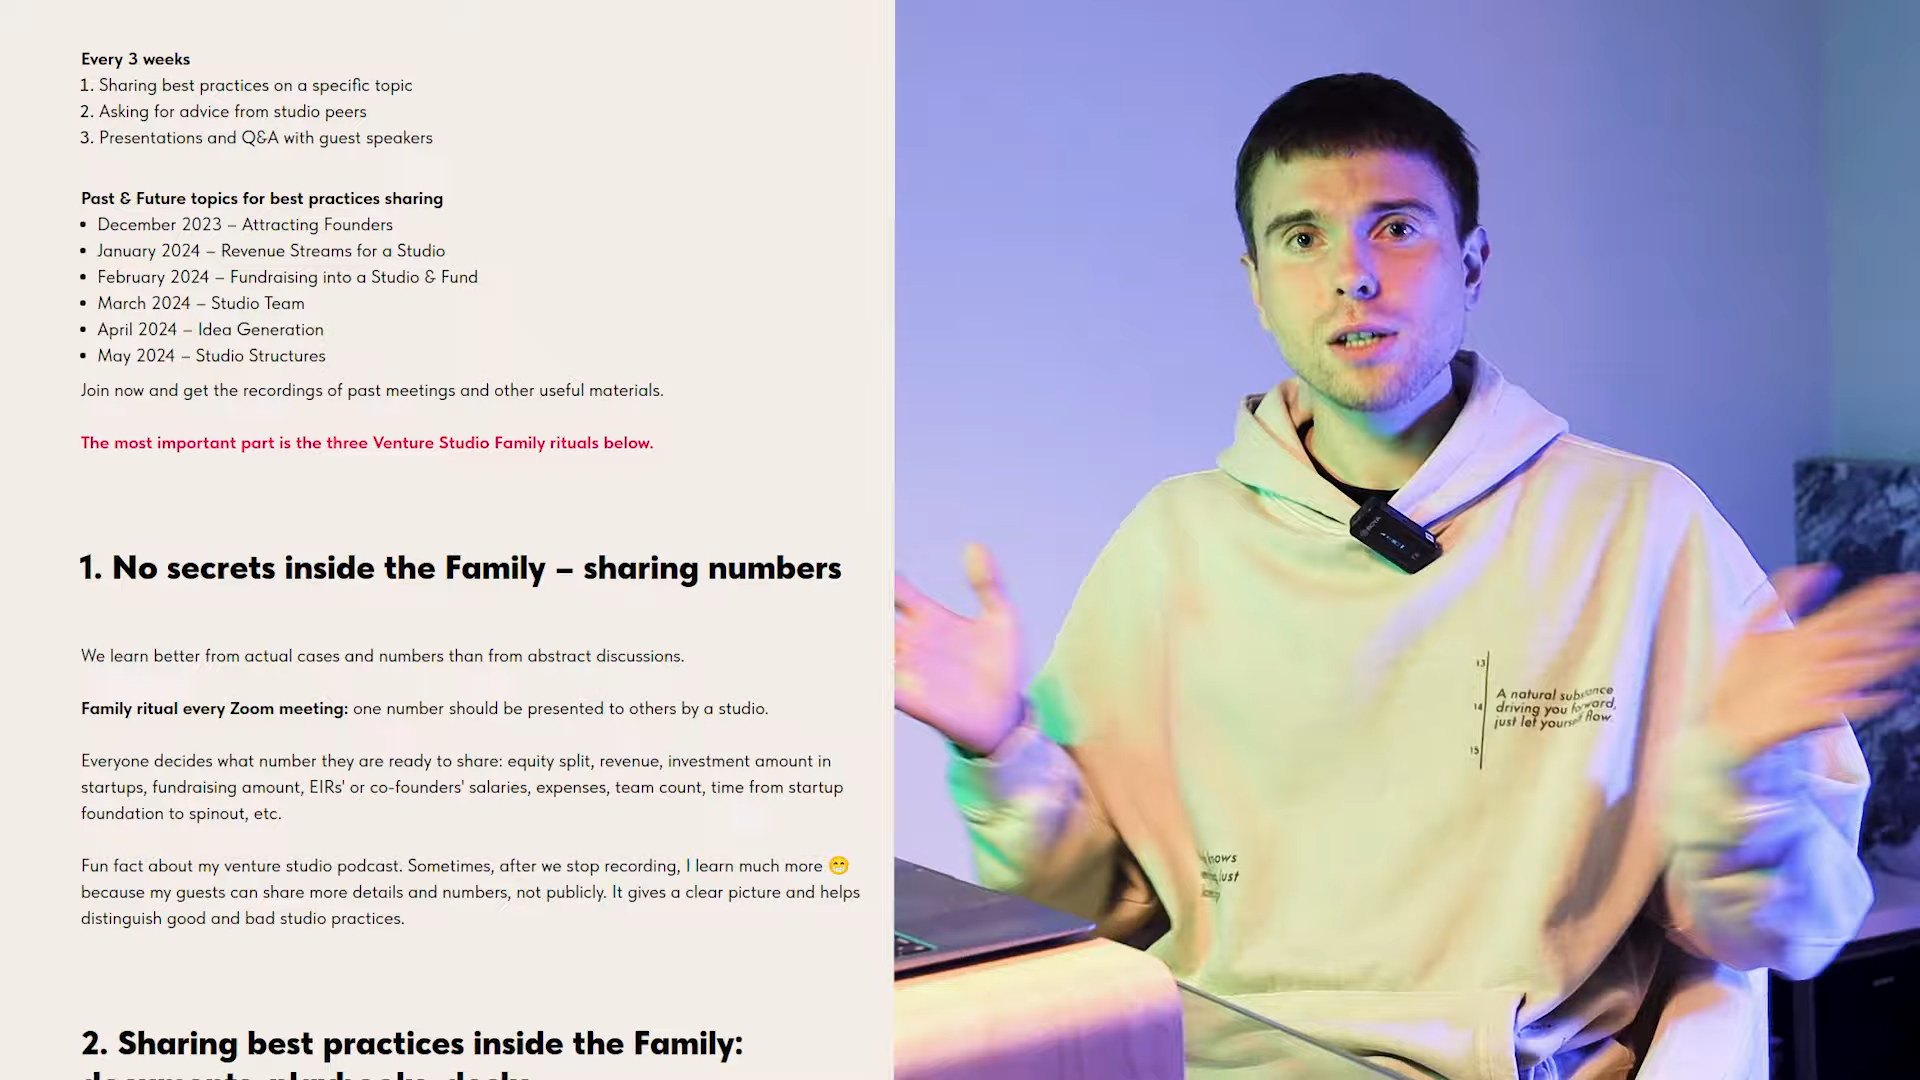 Every 3 weeks
1. Sharing best practices on a specific topic
2. Asking for advice from studio peers
3. Presentations and Q&A with guest speakers
Past & Future topics for best practices sharing
• December 2023 – Attracting Founders
• January 2024 – Revenue Streams for a Studio
• February 2024 – Fundraising into a Studio & Fund
• March 2024 – Studio Team
• April 2024 – Idea Generation
• May 2024 – Studio Structures
Join now and get the recordings of past meetings and other useful materials.
The most important part is the three Venture Studio Family rituals below.
1. No secrets inside the Family – sharing numbers
We learn better from actual cases and numbers than from abstract discussions.
Family ritual every Zoom meeting: one number should be presented to others by a studio.
Everyone decides what number they are ready to share: equity split, revenue, investment amount in
startups, fundraising amount, EIRs' or co-founders' salaries, expenses, team count, time from startup
foundation to spinout, etc.
Fun fact about my venture studio podcast. Sometimes, after we stop recording, I learn much more 😁
because my guests can share more details and numbers, not publicly. It gives a clear picture and helps
distinguish good and bad studio practices.
2. Sharing best practices inside the Family:
BOYA
13
14
15
A natural substance
driving you forward,
just let yourself flow.
knows
just